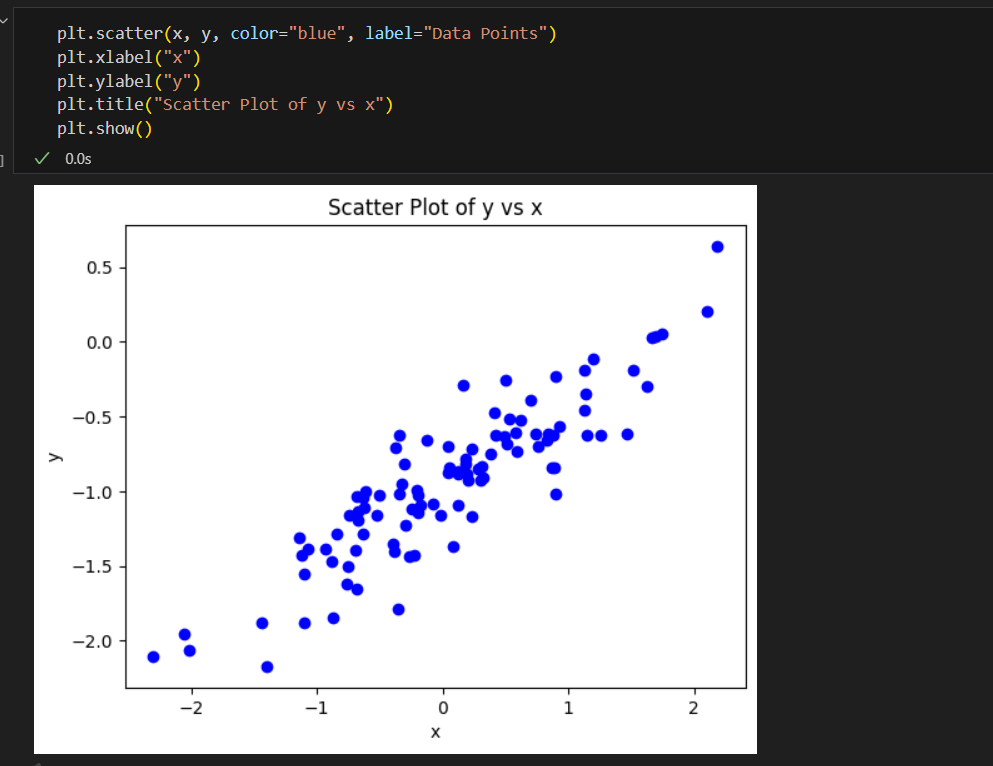 plt.scatter(x, y, color="blue", label="Data Points")
plt.xlabel("x")
plt.ylabel("y")
plt.title("Scatter Plot of y vs x")
plt.show()
]
0.0s
Scatter Plot of y vs x
0.5
0.0
−0.5
−1.0
−1.5
−2.0
y
−2 −1 0 1 2
x